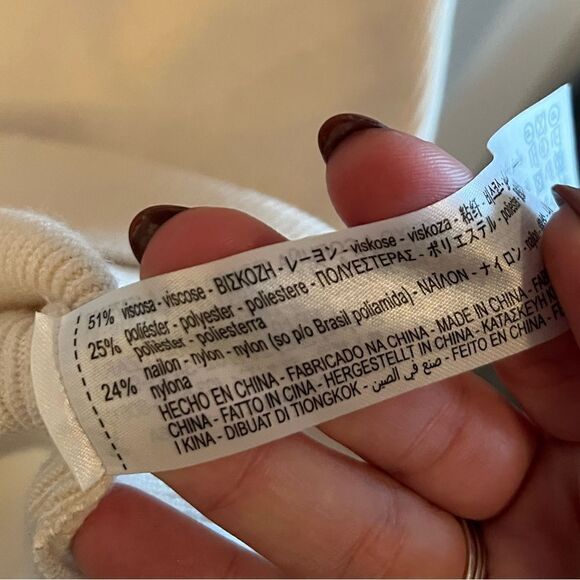 51% viscosa - viscose - ΒΙΣΚΟΖΗ - レーヨン - viskose - viskoza - 粘纤 -
25% poliéster - polyester - poliestere - ΠΟΛΥΕΣΤΕΡΑΣ - ポリエステル - poliester
poliēster - poliesterra
24% nailon - nylon - nylon (so p/o Brasil poliamida) - ΝΑΪΛΟΝ - ナイロン -
nylona
HECHO EN CHINA - FABRICADO NA CHINA - MADE IN CHINA -
CHINA - FATTO IN CINA - HERGESTELLT IN CHINA - ΚΑΤΑΣΚΕΥΗ
I KINA - DIBUAT DI TIONGKOK - صنع في الصين - FEITO EN CHINA -